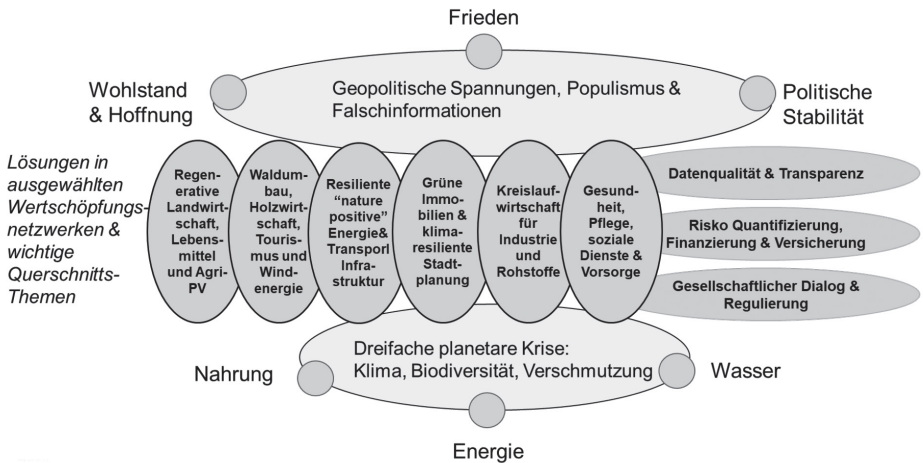 Frieden
Wohlstand
& Hoffnung
Geopolitische Spannungen, Populismus &
Falschinformationen
Politische
Stabilität
Lösungen in
ausgewählten
Wertschöpfungs-
netzwerken &
wichtige
Querschnitts-
Themen
Regen-
erative
Landwirt-
schaft,
Lebens-
mittel
und Agri-
PV
Waldum-
bau,
Holzwirt-
schaft,
Touris-
mus und
Wind-
energie
Resiliente
“nature
positive”
Energie&
Transporl
Infra-
struktur
Grüne
Immo-
bilien &
klima-
resiliente
Stadt-
planung
Kreislauf-
wirtschaft
für
Industrie
und
Rohstoffe
Gesund-
heit,
Pflege,
soziale
Dienste &
Vorsorge
Datenqualität & Transparenz
Risko Quantifizierung,
Finanzierung & Versicherung
Gesellschaftlicher Dialog &
Regulierung
Dreifache planetare Krise:
Klima, Biodiversität, Verschmutzung
Nahrung
Wasser
Energie